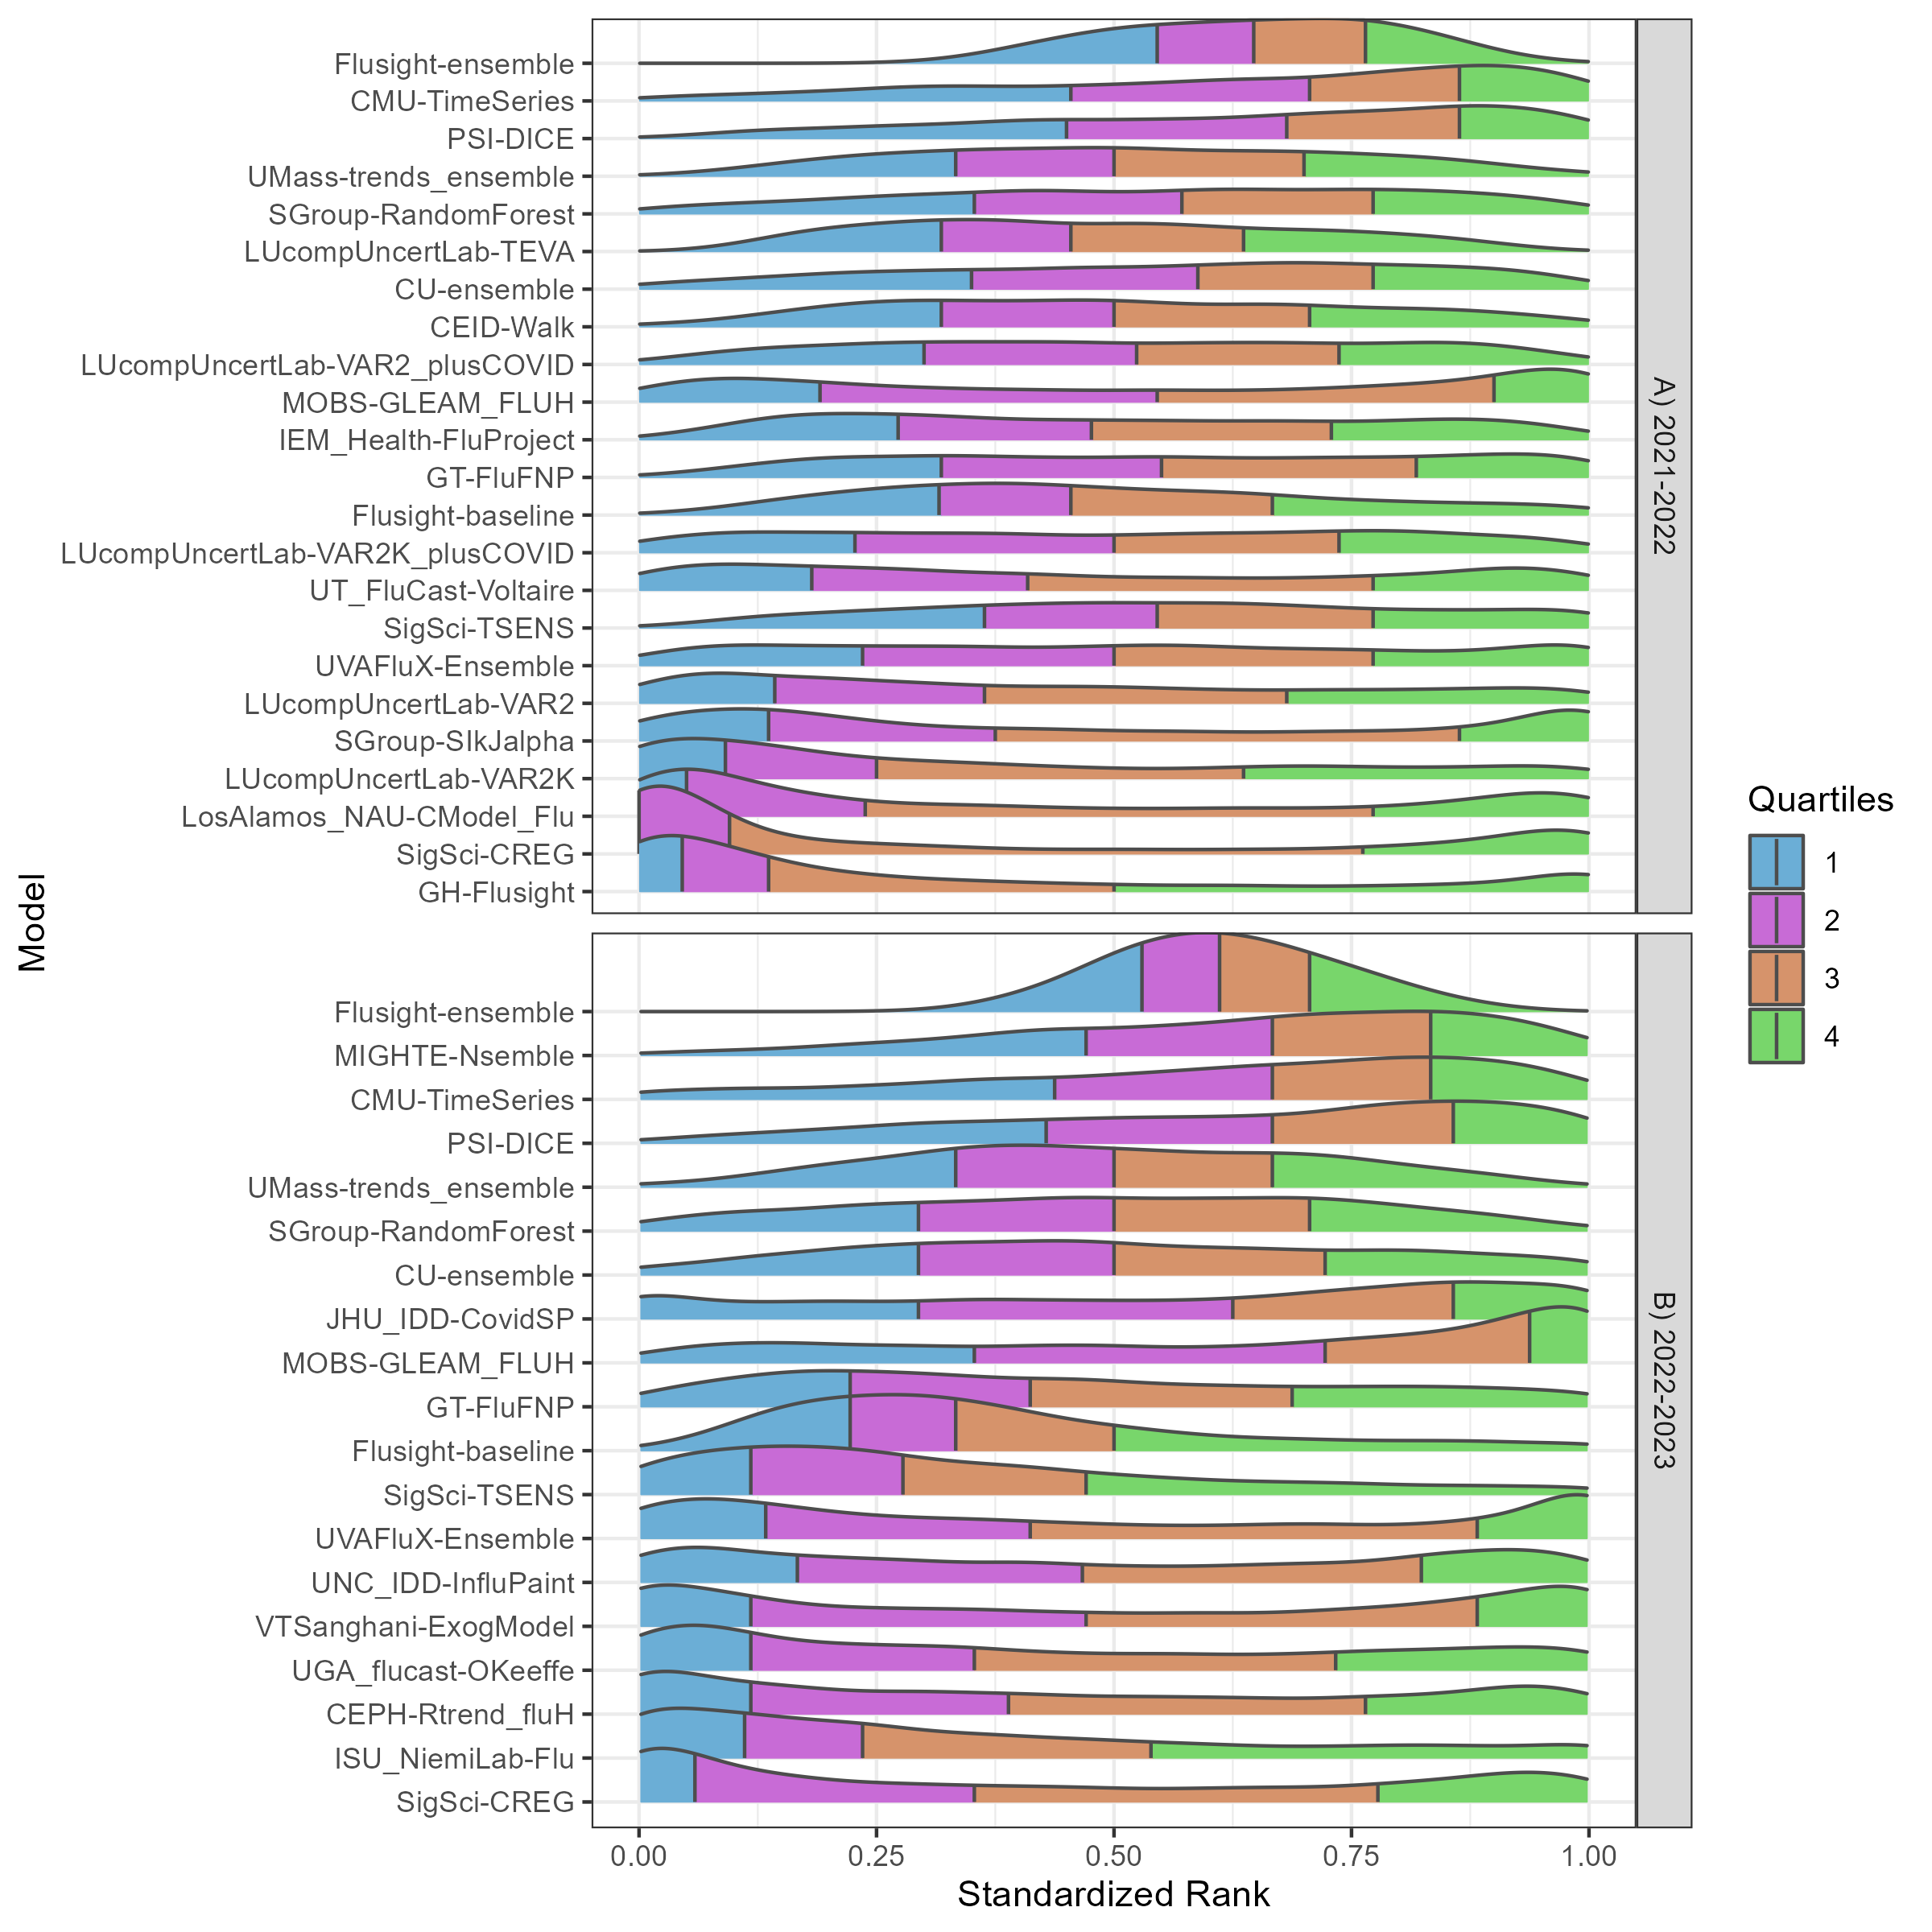 Flusight-ensemble
CMU-TimeSeries
PSI-DICE
UMass-trends_ensemble
SGroup-RandomForest
LUcompUncertLab-TEVA
CU-ensemble
CEID-Walk
LUcompUncertLab-VAR2_plusCOVID
MOBS-GLEAM_FLUH
IEM_Health-FluProject
GT-FluFNP
Flusight-baseline
LUcompUncertLab-VAR2K_plusCOVID
UT_FluCast-Voltaire
SigSci-TSENS
UVAFluX-Ensemble
LUcompUncertLab-VAR2
SGroup-SIkJalpha
LUcompUncertLab-VAR2K
LosAlamos_NAU-CModel_Flu
SigSci-CREG
GH-Flusight
A) 2021-2022
Flusight-ensemble
MIGHTE-Nsemble
CMU-TimeSeries
PSI-DICE
UMass-trends_ensemble
SGroup-RandomForest
CU-ensemble
JHU_IDD-CovidSP
MOBS-GLEAM_FLUH
GT-FluFNP
Flusight-baseline
SigSci-TSENS
UVAFluX-Ensemble
UNC_IDD-InfluPaint
VTSanghani-ExogModel
UGA_flucast-OKeeffe
CEPH-Rtrend_fluH
ISU_NiemiLab-Flu
SigSci-CREG
B) 2022-2023
0.00 0.25 0.50 0.75 1.00
Standardized Rank
Model
Quartiles
1
2
3
4